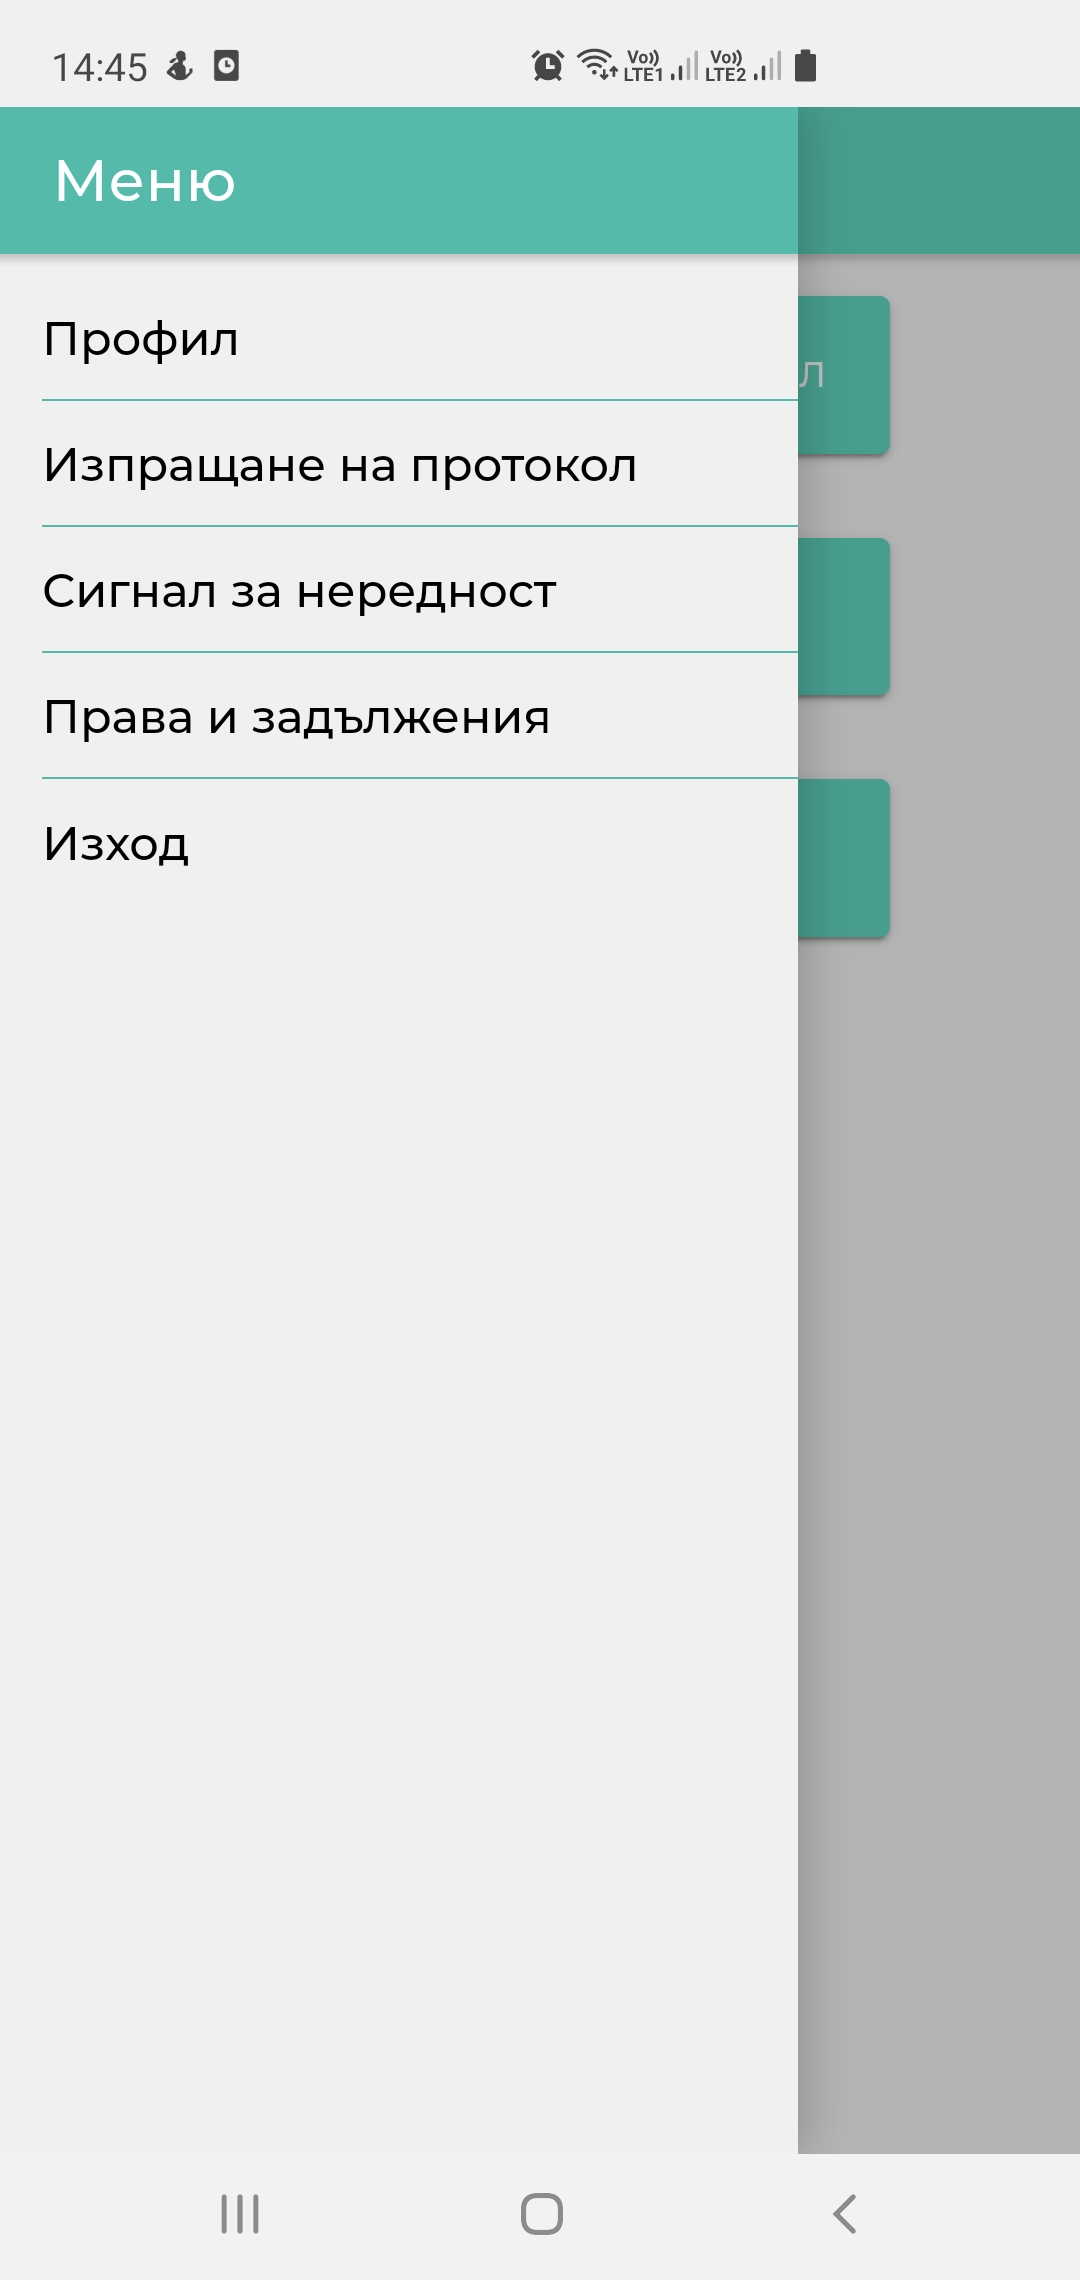 14:45 Vo)) LTE1 Vo)) LTE2
Меню
Профил
л
Изпращане на протокол
Сигнал за нередност
Права и задължения
Изход